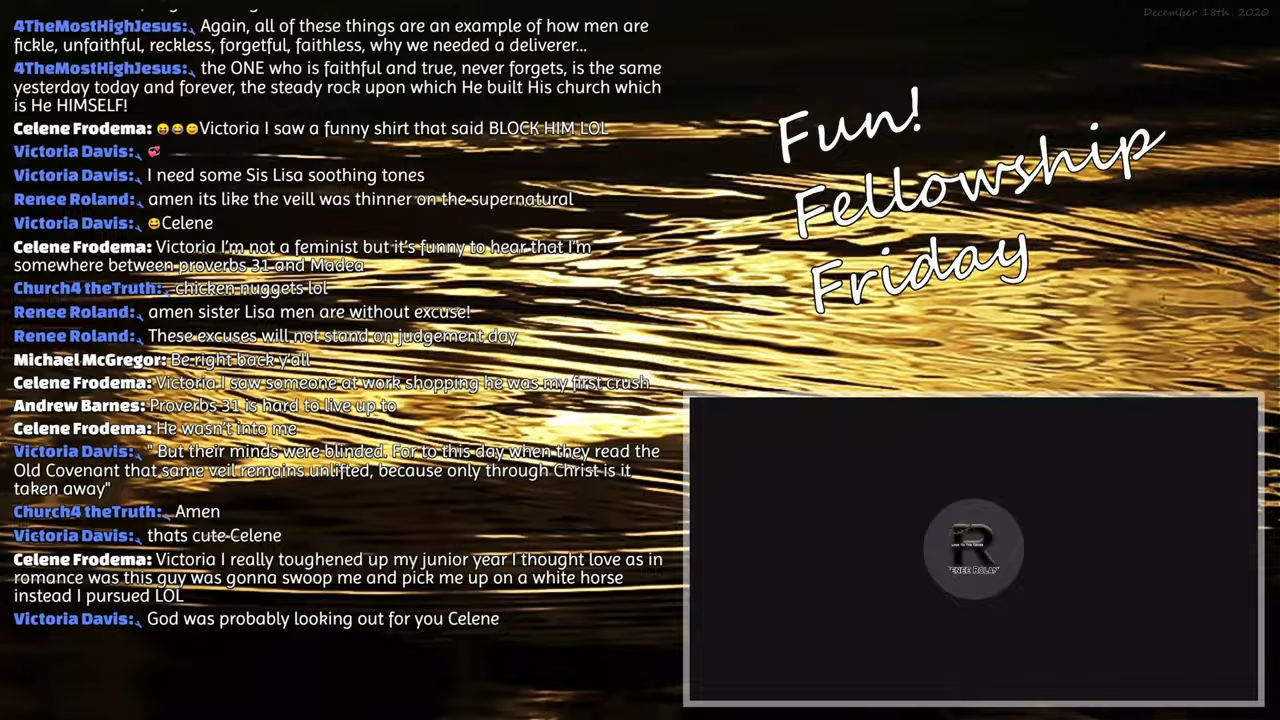 December 18th, 2020
4TheMostHighJesus: Again, all of these things are an example of how men are
fickle, unfaithful, reckless, forgetful, faithless, why we needed a deliverer...
4TheMostHighJesus: the ONE who is faithful and true, never forgets, is the same
yesterday today and forever, the steady rock upon which He built His church which
is He HIMSELF!
Celene Frodema: 😛😂😊Victoria I saw a funny shirt that said BLOCK HIM LOL
Victoria Davis: 💞
Victoria Davis: I need some Sis Lisa soothing tones
Renee Roland: amen its like the veill was thinner on the supernatural
Victoria Davis: 😄Celene
Celene Frodema: Victoria I'm not a feminist but it's funny to hear that I'm
somewhere between proverbs 31 and Madea
Church4 theTruth: chicken nuggets lol
Renee Roland: amen sister Lisa men are without excuse!
Renee Roland: These excuses will not stand on judgement day
Michael McGregor: Be right back y'all
Celene Frodema: Victoria I saw someone at work shopping he was my first crush
Andrew Barnes: Proverbs 31 is hard to live up to
Celene Frodema: He wasn't into me
Victoria Davis: " But their minds were blinded. For to this day when they read the
Old Covenant that same veil remains unlifted, because only through Christ is it
taken away"
Church4 theTruth: Amen
Victoria Davis: thats cute Celene
Celene Frodema: Victoria I really toughened up my junior year I thought love as in
romance was this guy was gonna swoop me and pick me up on a white horse
instead I pursued LOL
Victoria Davis: God was probably looking out for you Celene
Fun!
Fellowship
Friday
R